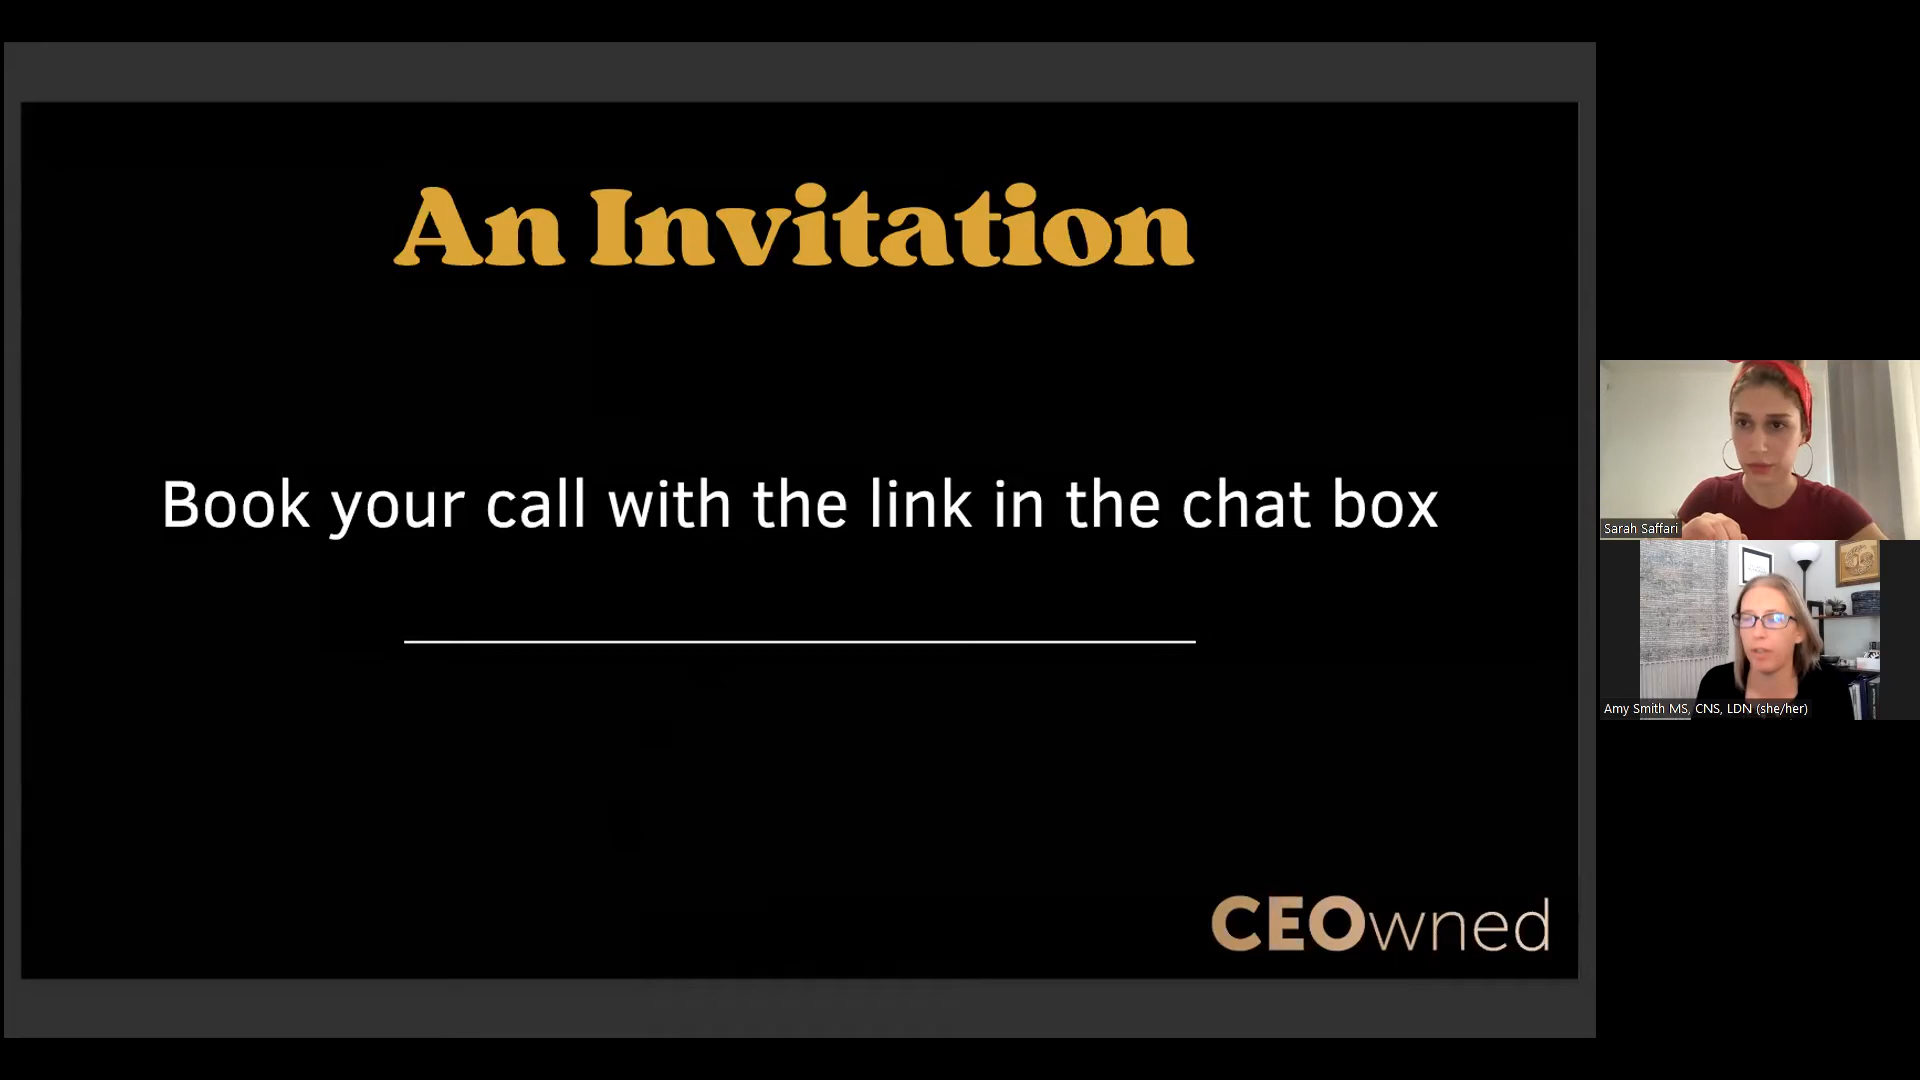 An Invitation
Book your call with the link in the chat box
CEOwned
Sarah Saffari
Amy Smith MS, CNS, LDN (she/her)